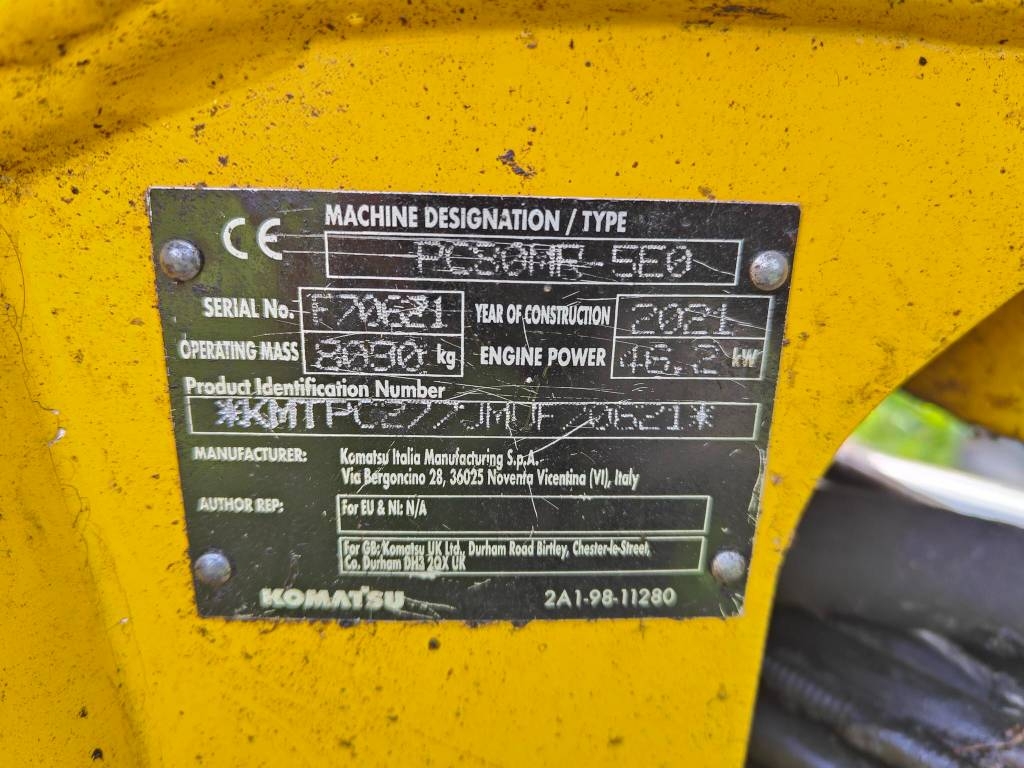 CE MACHINE DESIGNATION / TYPE
PC80MR-5E0
SERIAL No. F70621 YEAR OF CONSTRUCTION 2021
OPERATING MASS 8030 kg ENGINE POWER 46,2 kW
Product Identification Number
*KMTPC277JMUF70621*
MANUFACTURER: Komatsu Italia Manufacturing S.p.A.
Via Bergoncino 28, 36025 Noventa Vicentina (VI), Italy
AUTHOR REP: For EU & NI: N/A
For GB: Komatsu UK Ltd., Durham Road Birtley, Chester-le-Street,
Co. Durham DH3 2QX UK
KOMATSU 2A1-98-11280